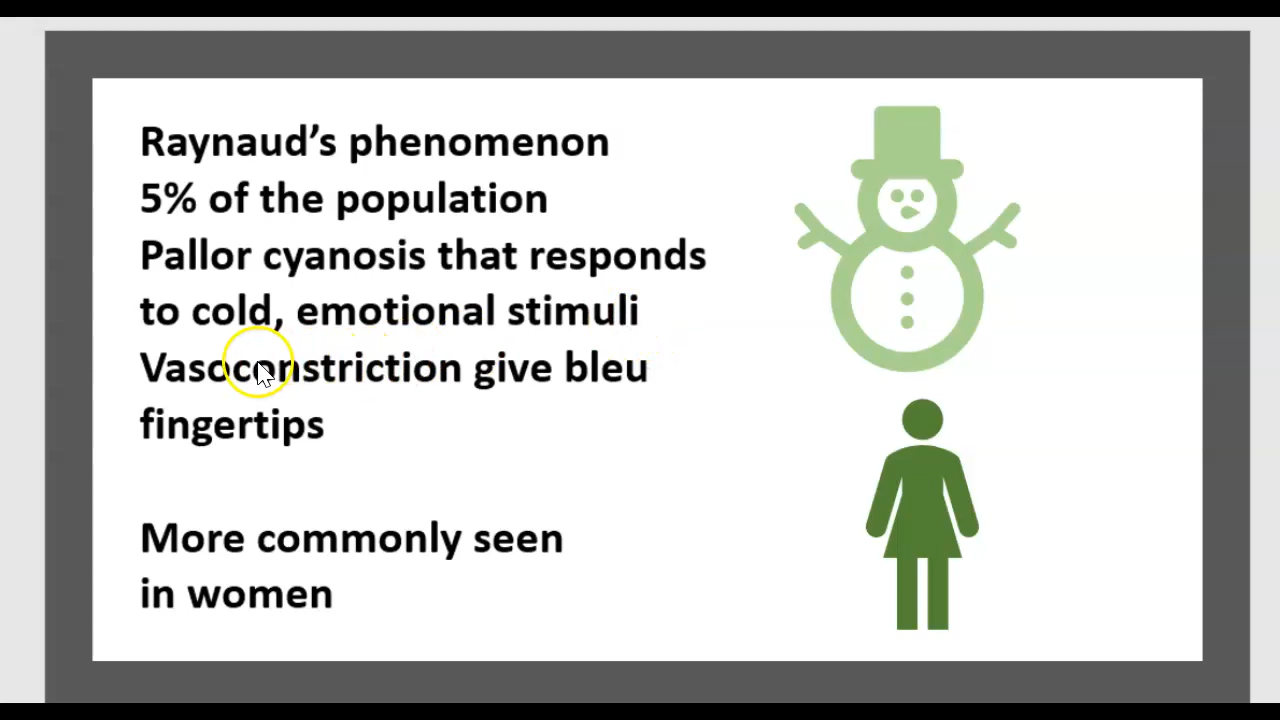 Raynaud’s phenomenon
5% of the population
Pallor cyanosis that responds
to cold, emotional stimuli
Vasoconstriction give bleu
fingertips
More commonly seen
in women